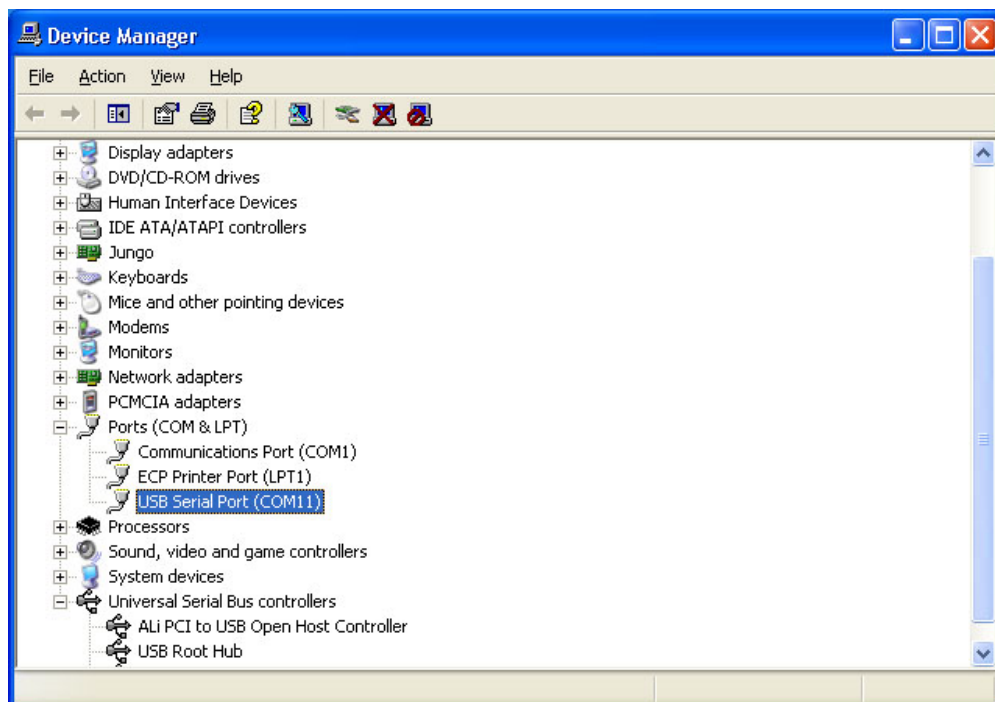 Device Manager
File Action View Help
Display adapters
DVD/CD-ROM drives
Human Interface Devices
IDE ATA/ATAPI controllers
Jungo
Keyboards
Mice and other pointing devices
Modems
Monitors
Network adapters
PCMCIA adapters
Ports (COM & LPT)
Communications Port (COM1)
ECP Printer Port (LPT1)
USB Serial Port (COM11)
Processors
Sound, video and game controllers
System devices
Universal Serial Bus controllers
ALi PCI to USB Open Host Controller
USB Root Hub